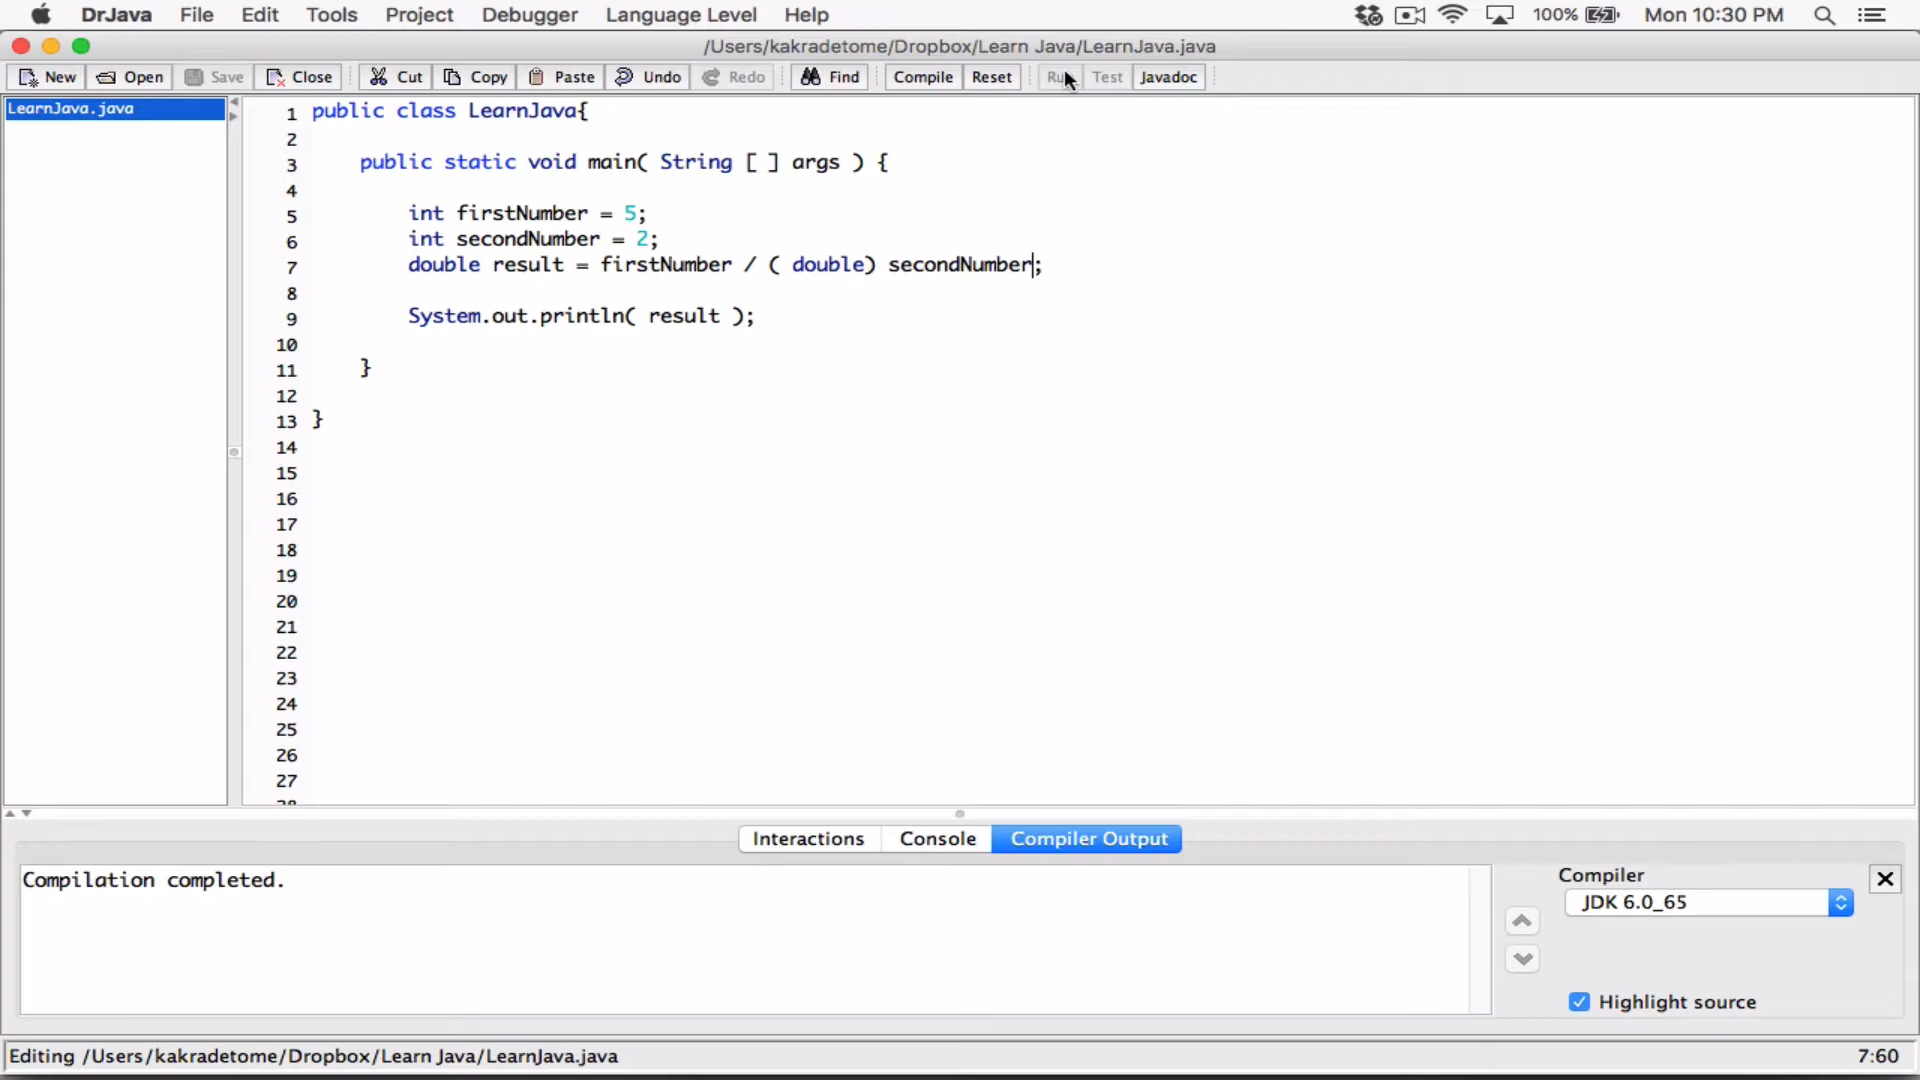 DrJava File Edit Tools Project Debugger Language Level Help 100% Mon 10:30 PM
/Users/kakradetome/Dropbox/Learn Java/LearnJava.java
New Open Save Close Cut Copy Paste Undo Redo Find Compile Reset Test Javadoc
LearnJava.java
1 public class LearnJava{
2
3 public static void main( String [ ] args ) {
4
5 int firstNumber = 5;
6 int secondNumber = 2;
7 double result = firstNumber / ( double) secondNumber;
8
9 System.out.println( result );
10
11 }
12
13 }
14
15
16
17
18
19
20
21
22
23
24
25
26
27
Interactions Console Compiler Output
Compilation completed.
Compiler
JDK 6.0_65
Highlight source
Editing /Users/kakradetome/Dropbox/Learn Java/LearnJava.java 7:60